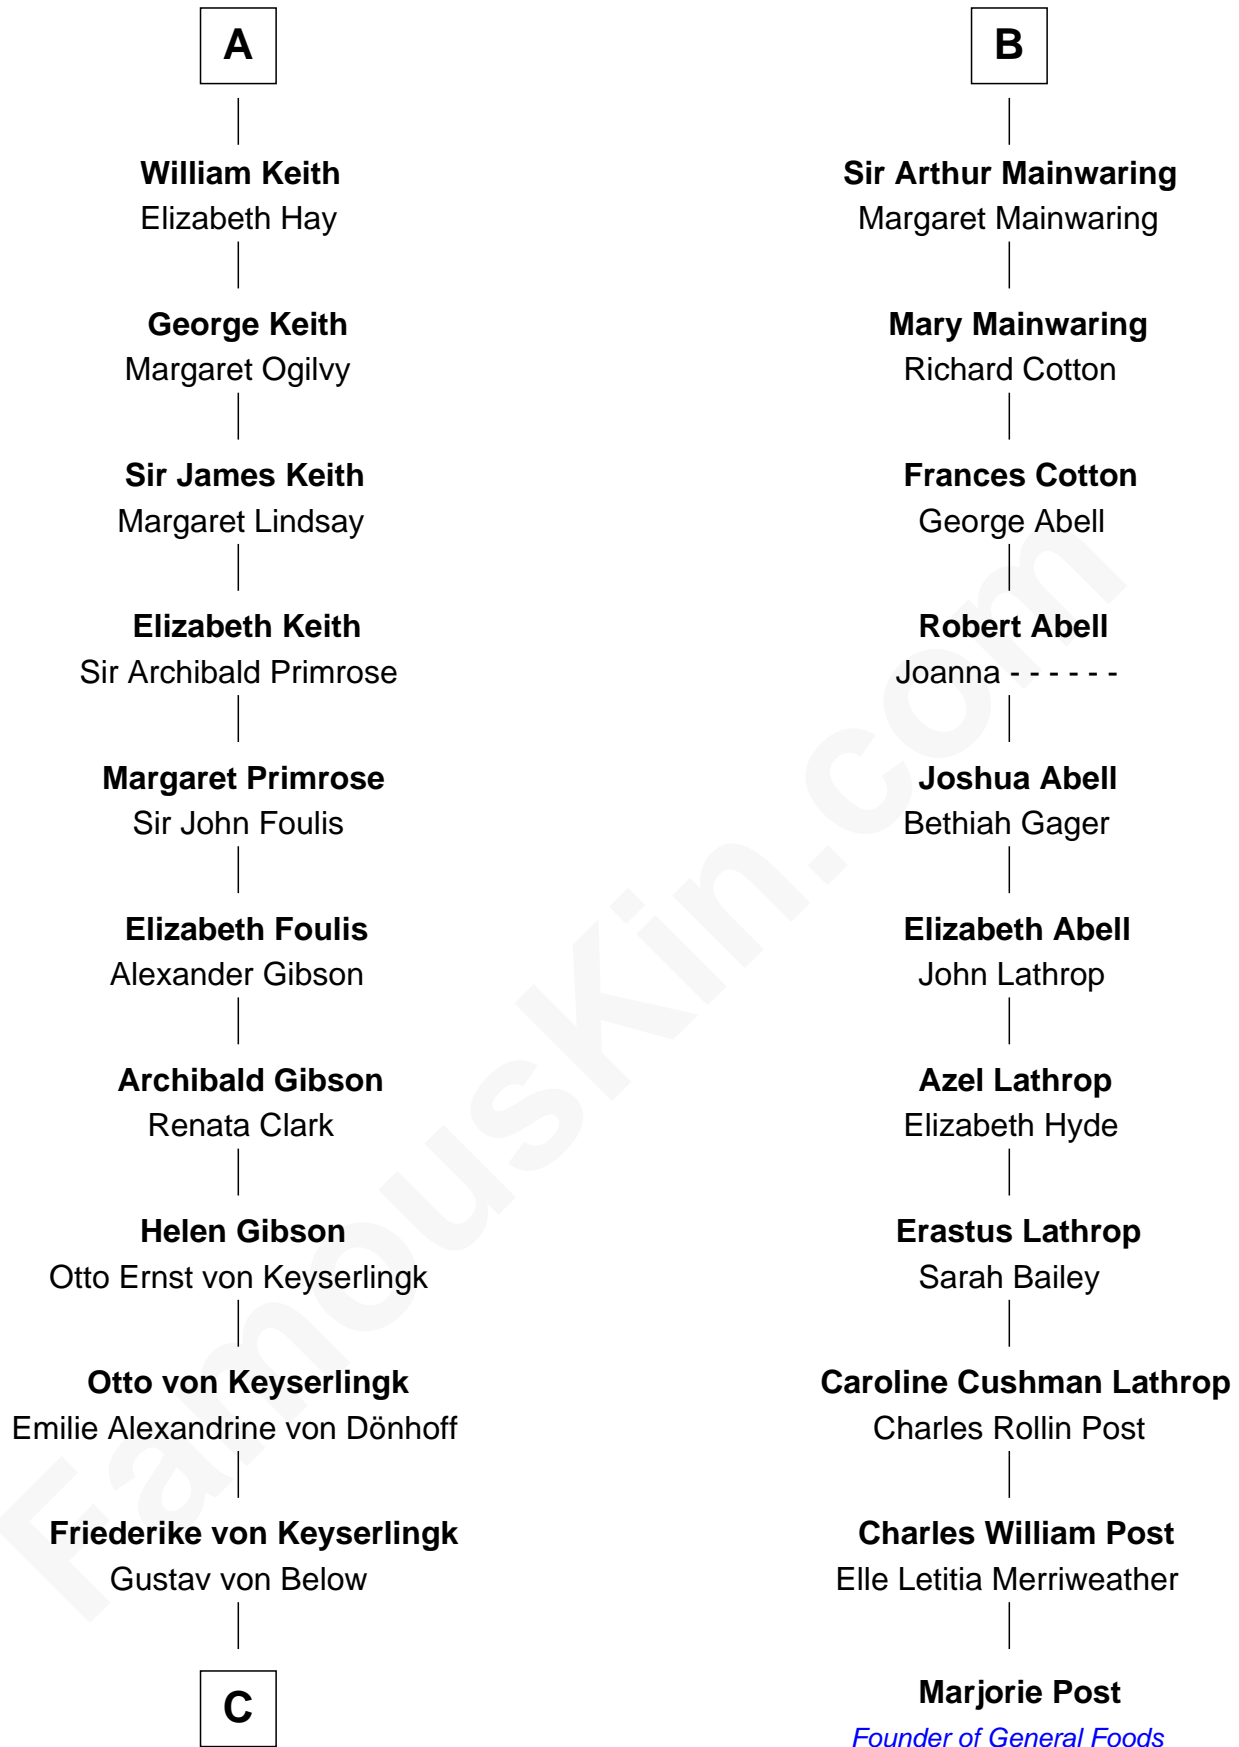 A
William Keith
Elizabeth Hay
George Keith
Margaret Ogilvy
Sir James Keith
Margaret Lindsay
Elizabeth Keith
Sir Archibald Primrose
Margaret Primrose
Sir John Foulis
Elizabeth Foulis
Alexander Gibson
Archibald Gibson
Renata Clark
Helen Gibson
Otto Ernst von Keyserlingk
Otto von Keyserlingk
Emilie Alexandrine von Dönhoff
Friederike von Keyserlingk
Gustav von Below
C
B
Sir Arthur Mainwaring
Margaret Mainwaring
Mary Mainwaring
Richard Cotton
Frances Cotton
George Abell
Robert Abell
Joanna - - - - - -
Joshua Abell
Bethiah Gager
Elizabeth Abell
John Lathrop
Azel Lathrop
Elizabeth Hyde
Erastus Lathrop
Sarah Bailey
Caroline Cushman Lathrop
Charles Rollin Post
Charles William Post
Elle Letitia Merriweather
Marjorie Post
Founder of General Foods
FamousKin.com